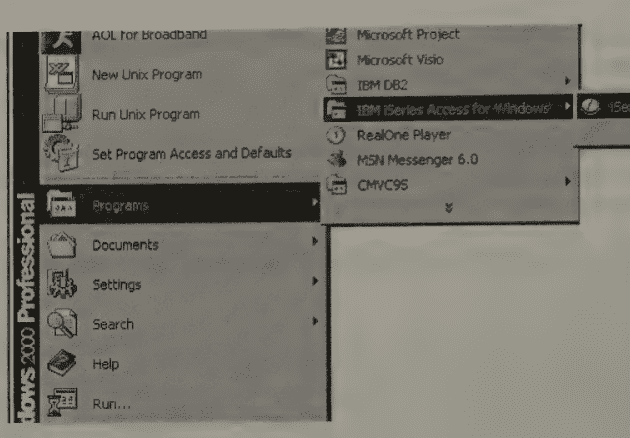 AOL for Broadband
New Unix Program
Run Unix Program
Set Program Access and Defaults
Programs
Documents
Settings
Search
Help
Run...
dows 2000 Professional
Microsoft Project
Microsoft Visio
IBM DB2
IBM iSeries Access for Windows
RealOne Player
MSN Messenger 6.0
CMVC95
iSe